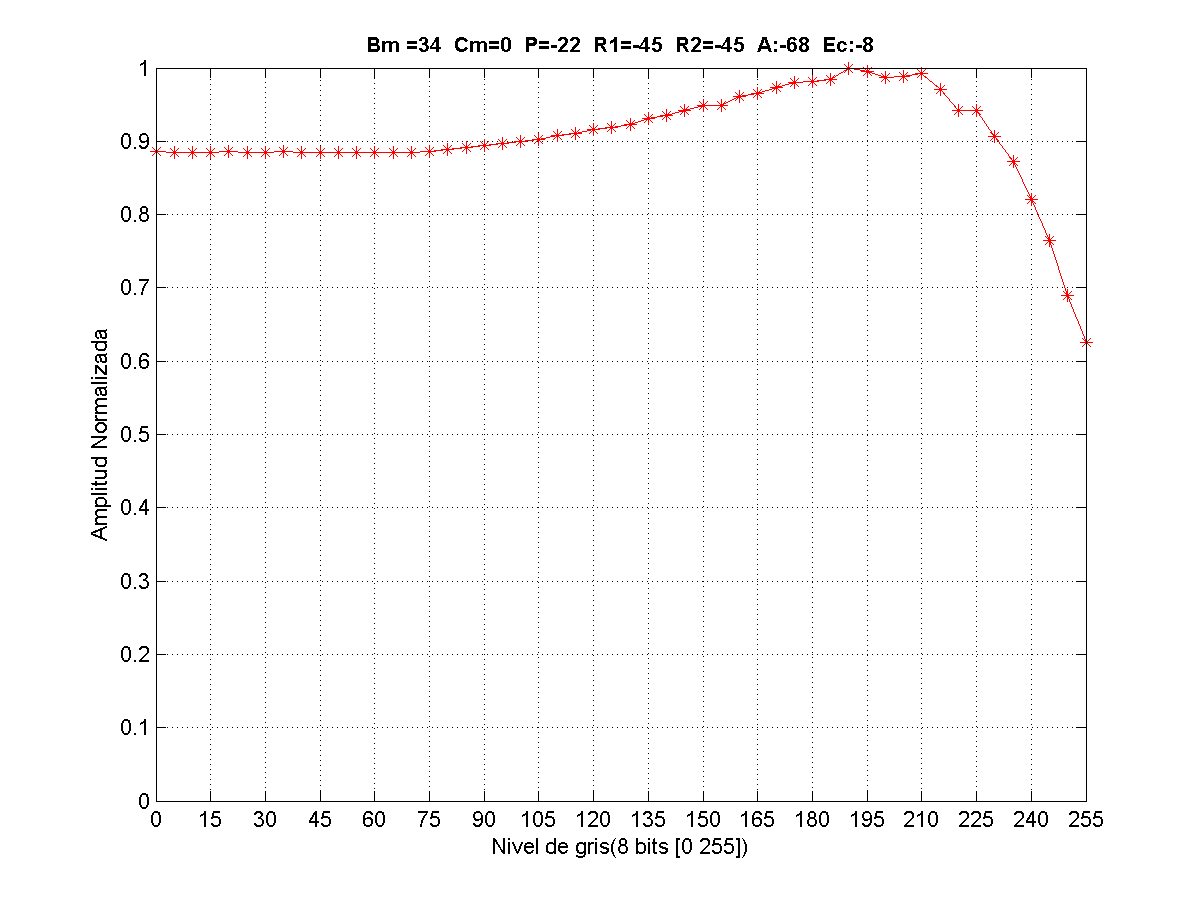 Bm =34  Cm=0  P=-22  R1=-45  R2=-45  A:-68  Ec:-8
1
0.9
0.8
0.7
0.6
0.5
0.4
0.3
0.2
0.1
0
Amplitud Normalizada
0 15 30 45 60 75 90 105 120 135 150 165 180 195 210 225 240 255
Nivel de gris(8 bits [0 255])